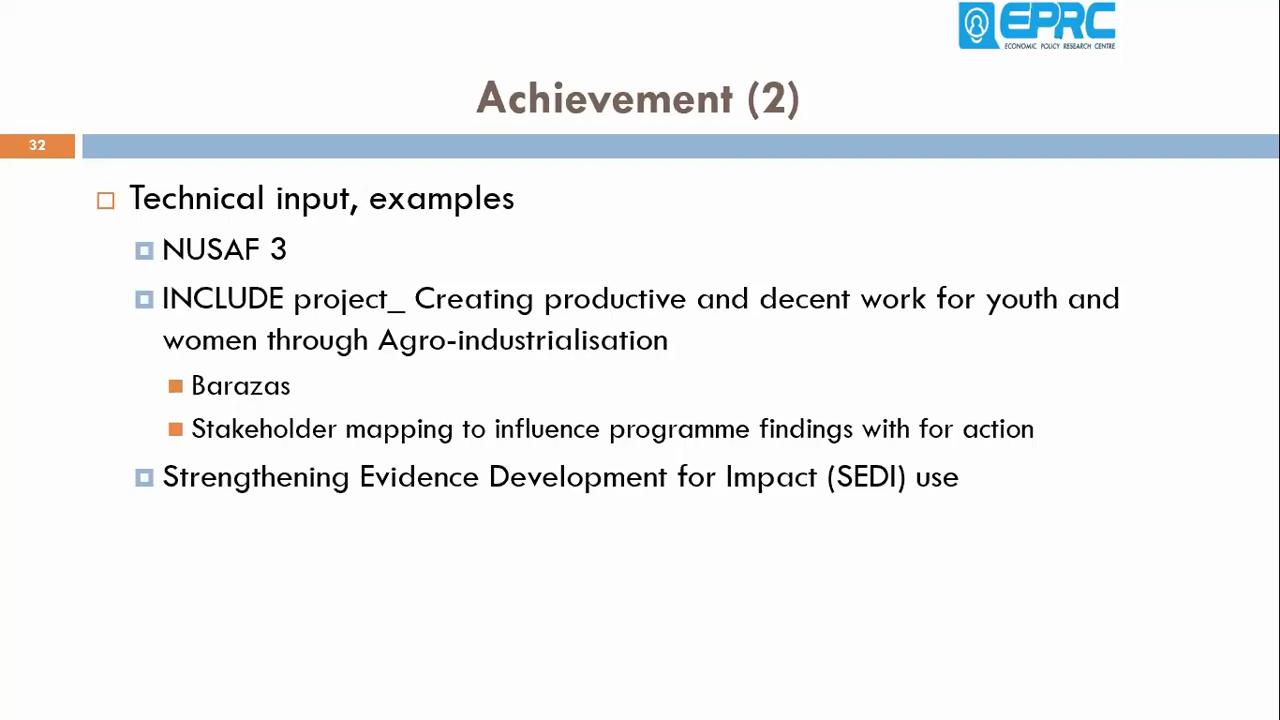 EPRC
ECONOMIC POLICY RESEARCH CENTRE
Achievement (2)
32
Technical input, examples
NUSAF 3
INCLUDE project_ Creating productive and decent work for youth and
women through Agro-industrialisation
Barazas
Stakeholder mapping to influence programme findings with for action
Strengthening Evidence Development for Impact (SEDI) use